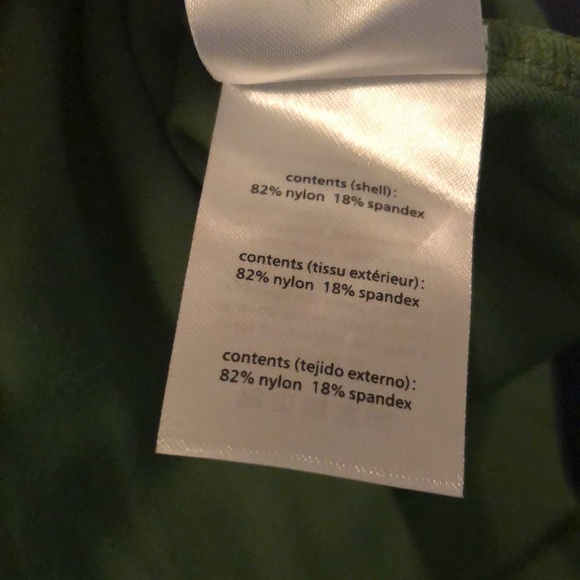 contents (shell):
82% nylon 18% spandex
contents (tissu extérieur):
82% nylon 18% spandex
contents (tejido externo):
82% nylon 18% spandex